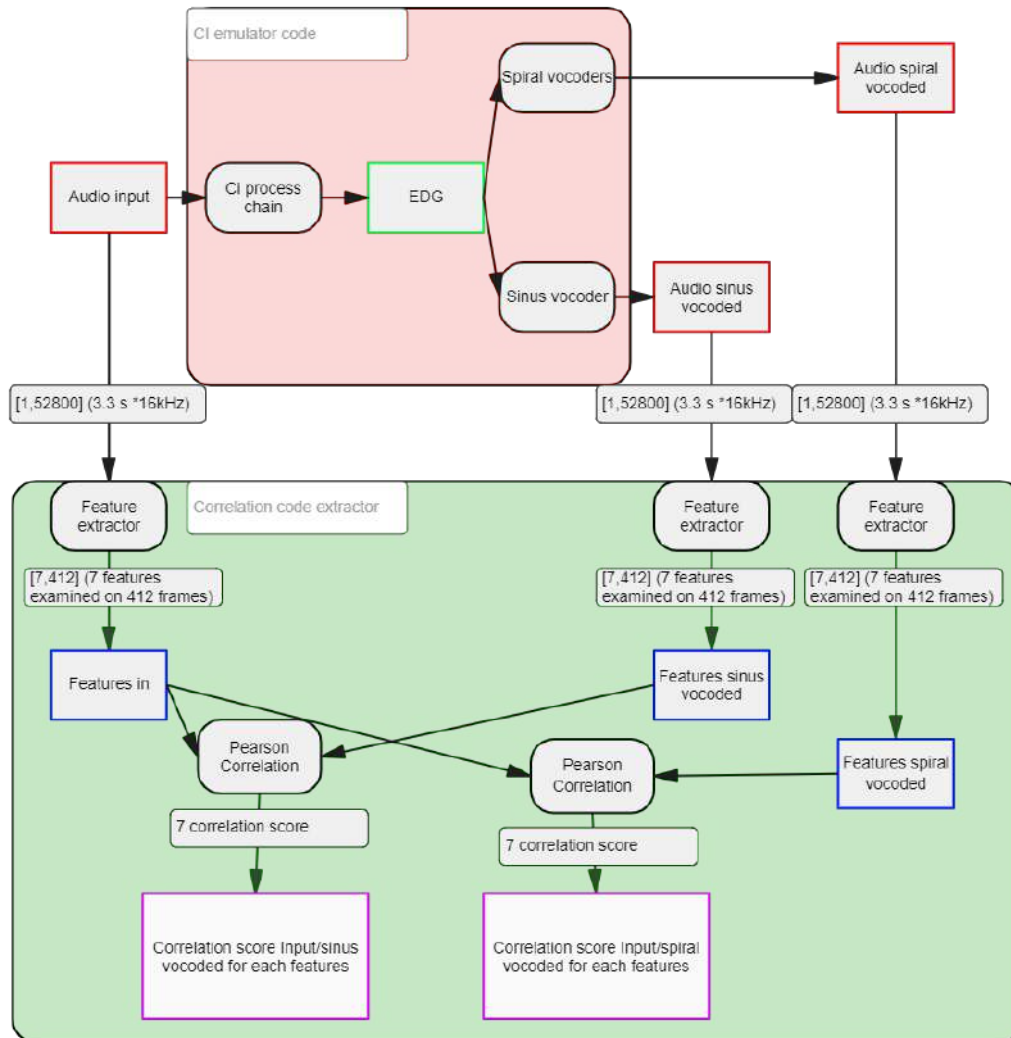 CI emulator code
Spiral vocoders
Audio spiral
vocoded
Audio input
CI process
chain
EDG
Sinus vocoder
Audio sinus
vocoded
[1,52800] (3.3 s *16kHz)
[1,52800] (3.3 s *16kHz)
[1,52800] (3.3 s *16kHz)
Correlation code extractor
Feature
extractor
Feature
extractor
Feature
extractor
[7,412] (7 features
examined on 412 frames)
[7,412] (7 features
examined on 412 frames)
[7,412] (7 features
examined on 412 frames)
Features in
Features sinus
vocoded
Pearson
Correlation
Pearson
Correlation
Features spiral
vocoded
7 correlation score
7 correlation score
Correlation score Input/sinus
vocoded for each features
Correlation score Input/spiral
vocoded for each features